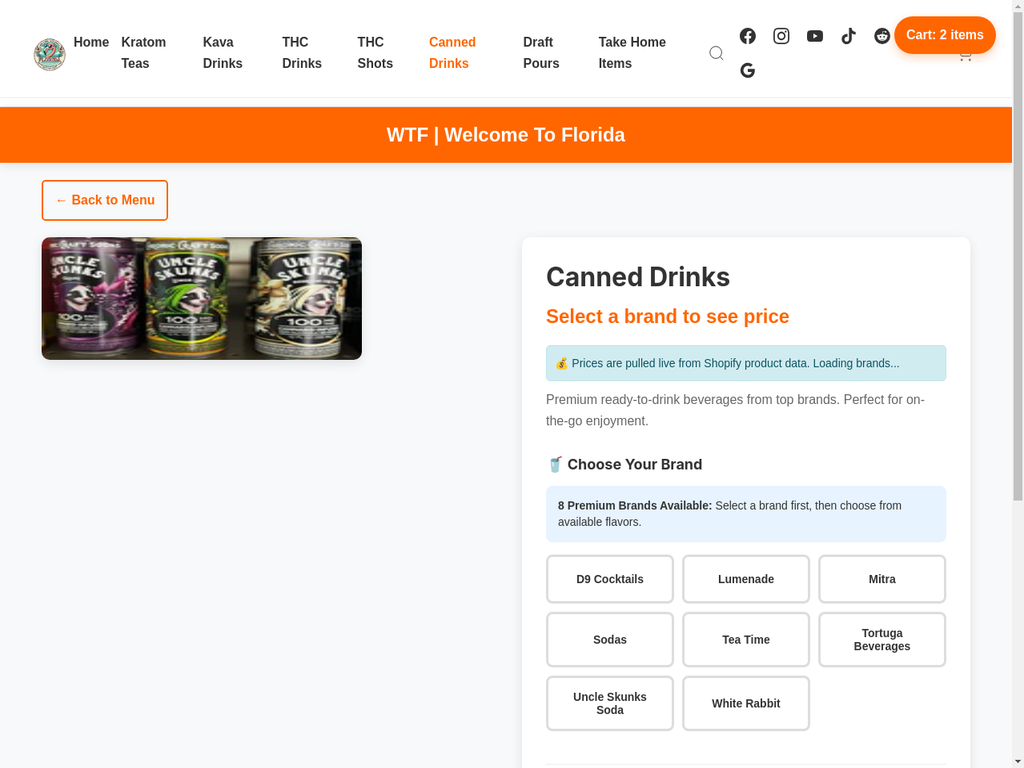 Home
Kratom
Teas
Kava
Drinks
THC
Drinks
THC
Shots
Canned
Drinks
Draft
Pours
Take Home
Items
Cart: 2 items
WTF | Welcome To Florida
← Back to Menu
UNCLE
SKUNKS
100
UNCLE
SKUNKS
100
UNCLE
SKUNKS
100
Canned Drinks
Select a brand to see price
💰 Prices are pulled live from Shopify product data. Loading brands...
Premium ready-to-drink beverages from top brands. Perfect for on-
the-go enjoyment.
🥤 Choose Your Brand
8 Premium Brands Available: Select a brand first, then choose from
available flavors.
D9 Cocktails
Lumenade
Mitra
Sodas
Tea Time
Tortuga
Beverages
Uncle Skunks
Soda
White Rabbit